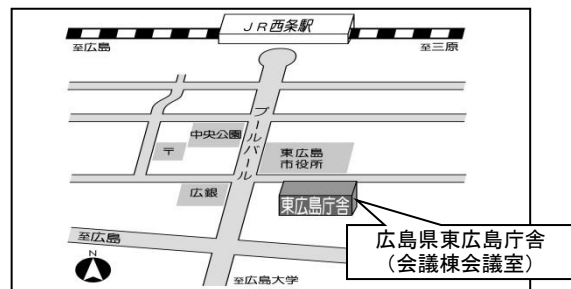 JR西条駅
至広島
至三原
ブールバール
中央公園
〒
東広島
市役所
広銀
東広島庁舎
広島県東広島庁舎
（会議棟会議室）
至広島
N
至広島大学